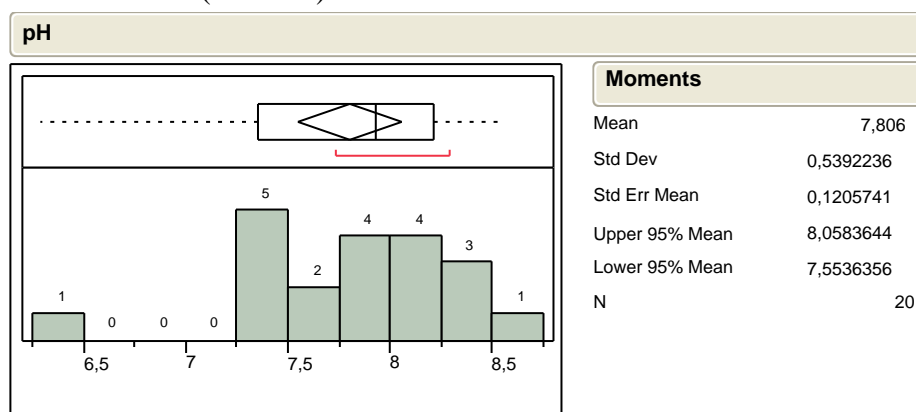 pH
Moments
Mean 7,806
Std Dev 0,5392236
Std Err Mean 0,1205741
Upper 95% Mean 8,0583644
Lower 95% Mean 7,5536356
N 20
1 0 0 0 5 2 4 4 3 1
6,5 7 7,5 8 8,5